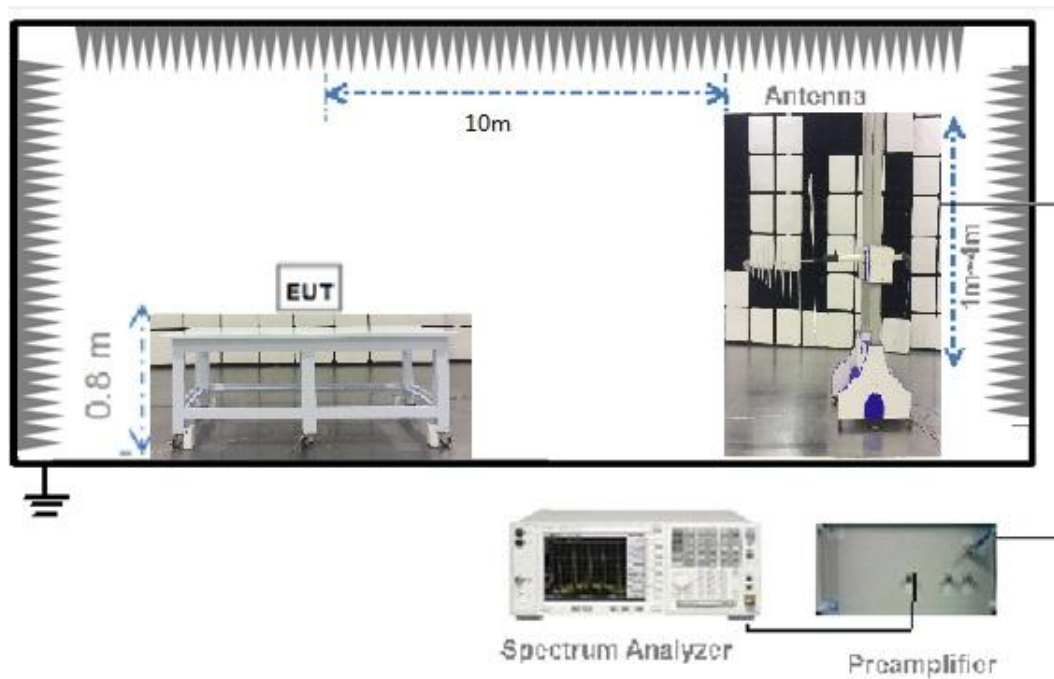 Antenna
10m
1m~4m
EUT
0.8 m
Spectrum Analyzer
Preamplifier